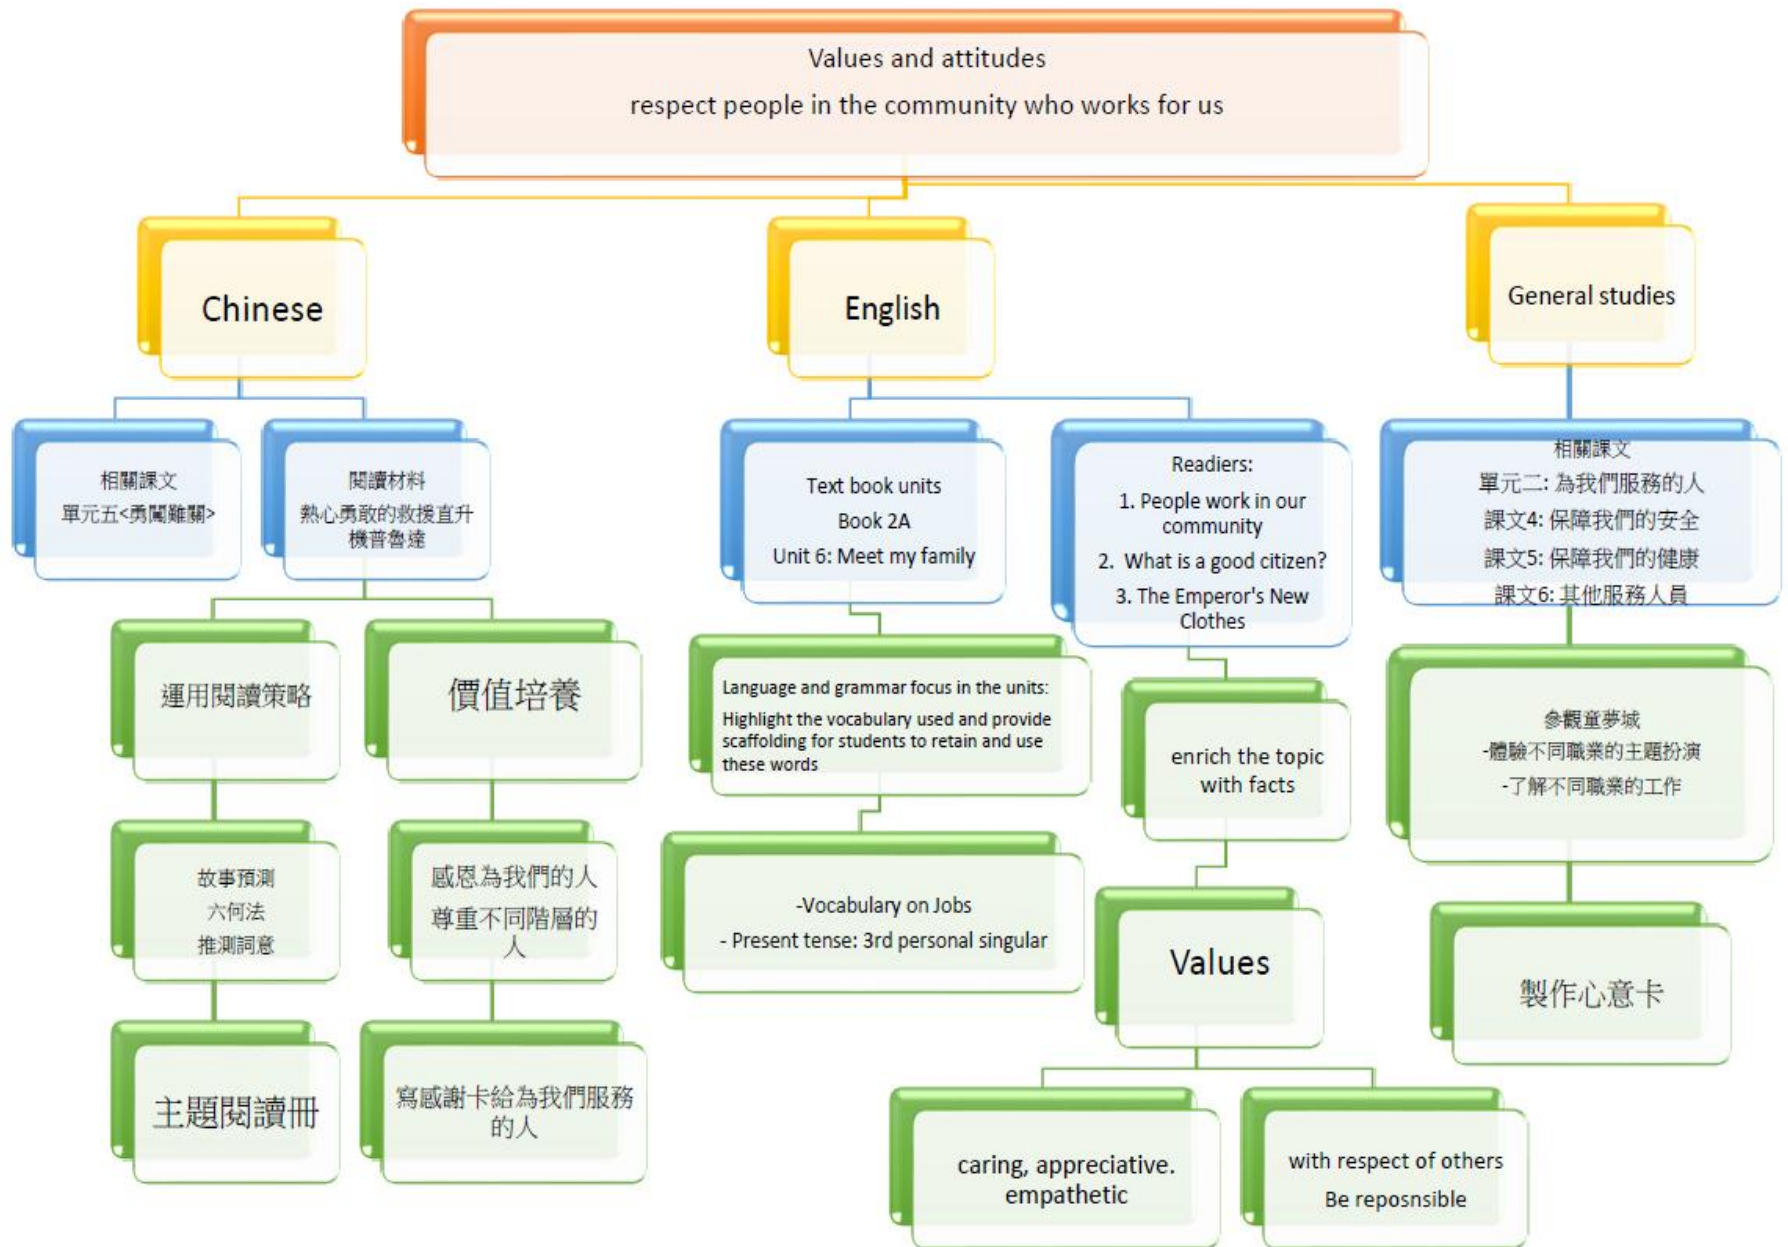 Values and attitudes
respect people in the community who works for us
Chinese
English
General studies
相關課文
單元五<勇闖難關>
閱讀材料
熱心勇敢的救援直升
機普魯達
Text book units
Book 2A
Unit 6: Meet my family
Readiers:
1. People work in our
community
2. What is a good citizen?
3. The Emperor's New
Clothes
相關課文
單元二: 為我們服務的人
課文4: 保障我們的安全
課文5: 保障我們的健康
課文6: 其他服務人員
運用閱讀策略
價值培養
Language and grammar focus in the units:
Highlight the vocabulary used and provide
scaffolding for students to retain and use
these words
enrich the topic
with facts
參觀童夢城
-體驗不同職業的主題扮演
-了解不同職業的工作
故事預測
六何法
推測詞意
感恩為我們的人
尊重不同階層的
人
-Vocabulary on Jobs
- Present tense: 3rd personal singular
Values
製作心意卡
主題閱讀冊
寫感謝卡給為我們服務
的人
caring, appreciative.
empathetic
with respect of others
Be reposnsible